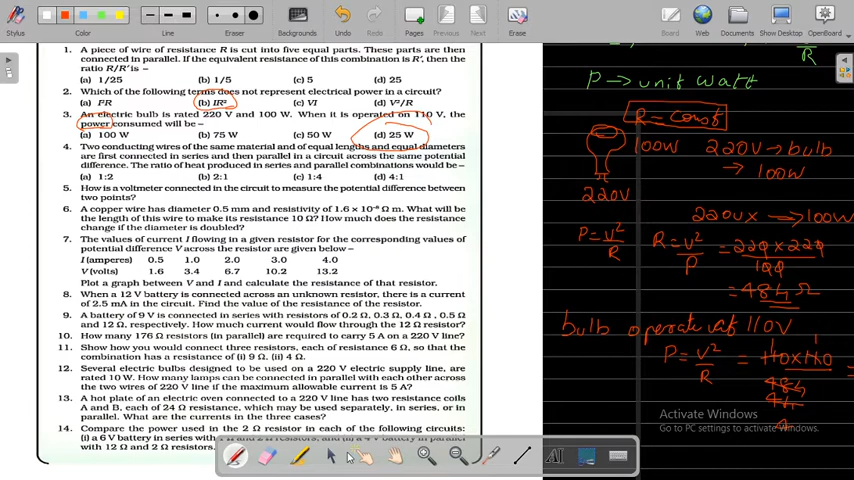 Stylus
Colors
Lines
Eraser
Backgrounds
Undo
Redo
Pages
Previous
Next
Erase
Board
Web
Documents
Show Desktop
OpenBoard
1. A piece of wire of resistance R is cut into five equal parts. These parts are then
connected in parallel. If the equivalent resistance of this combination is R′, then the
ratio R/R′ is –
(a) 1/25 (b) 1/5 (c) 5 (d) 25
2. Which of the following terms does not represent electrical power in a circuit?
(a) I²R (b) IR² (c) VI (d) V²/R
3. An electric bulb is rated 220 V and 100 W. When it is operated on 110 V, the
power consumed will be –
(a) 100 W (b) 75 W (c) 50 W (d) 25 W
4. Two conducting wires of the same material and of equal lengths and equal diameters
are first connected in series and then parallel in a circuit across the same potential
difference. The ratio of heat produced in series and parallel combinations would be –
(a) 1:2 (b) 2:1 (c) 1:4 (d) 4:1
5. How is a voltmeter connected in the circuit to measure the potential difference between
two points?
6. A copper wire has diameter 0.5 mm and resistivity of 1.6 × 10⁻⁸ Ω m. What will be
the length of this wire to make its resistance 10 Ω? How much does the resistance
change if the diameter is doubled?
7. The values of current I flowing in a given resistor for the corresponding values of
potential difference V across the resistor are given below –
I (amperes) 0.5 1.0 2.0 3.0 4.0
V (volts) 1.6 3.4 6.7 10.2 13.2
Plot a graph between V and I and calculate the resistance of that resistor.
8. When a 12 V battery is connected across an unknown resistor, there is a current
of 2.5 mA in the circuit. Find the value of the resistance of the resistor.
9. A battery of 9 V is connected in series with resistors of 0.2 Ω, 0.3 Ω, 0.4 Ω , 0.5 Ω
and 12 Ω, respectively. How much current would flow through the 12 Ω resistor?
10. How many 176 Ω resistors (in parallel) are required to carry 5 A on a 220 V line?
11. Show how you would connect three resistors, each of resistance 6 Ω, so that the
combination has a resistance of (i) 9 Ω, (ii) 4 Ω.
12. Several electric bulbs designed to be used on a 220 V electric supply line, are
rated 10 W. How many lamps can be connected in parallel with each other across
the two wires of 220 V line if the maximum allowable current is 5 A?
13. A hot plate of an electric oven connected to a 220 V line has two resistance coils
A and B, each of 24 Ω resistance, which may be used separately, in series, or in
parallel. What are the currents in the three cases?
14. Compare the power used in the 2 Ω resistor in each of the following circuits:
(i) a 6 V battery in series with 1 Ω and 2 Ω resistors, and (ii) a 4 V battery in parallel
with 12 Ω and 2 Ω resistors.
R
P → unit watt
R = Const
100W 220V → bulb
→ 100W
220V
220V x → 100W
P = V²/R R = V²/P = 220 × 220/100
= 484 Ω
bulb operate at 110V
P = V²/R = 110 × 110/484 =
Activate Windows
Go to PC settings to activate Windows.